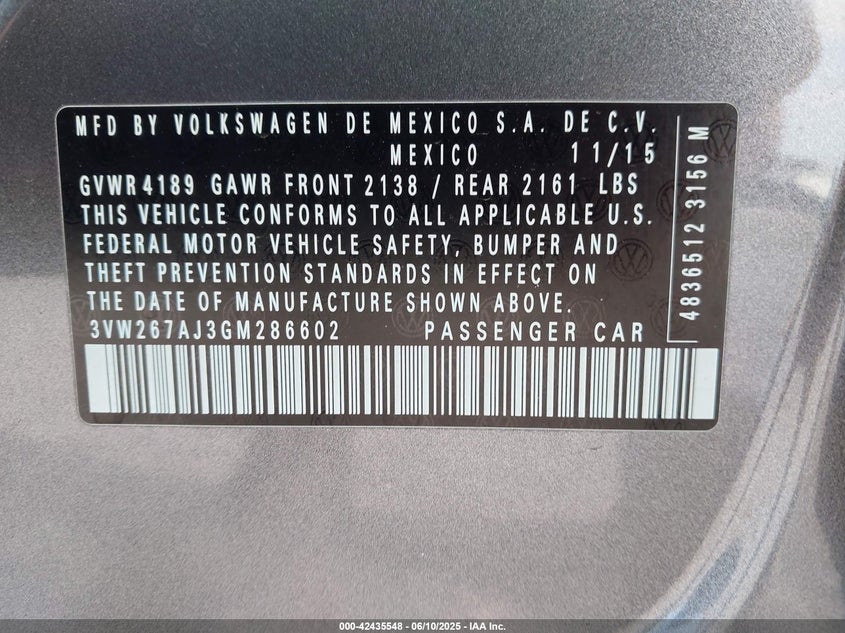 MFD BY VOLKSWAGEN DE MEXICO S.A. DE C.V.
MEXICO 11/15
GVWR 4189 GAWR FRONT 2138 / REAR 2161 LBS
THIS VEHICLE CONFORMS TO ALL APPLICABLE U.S.
FEDERAL MOTOR VEHICLE SAFETY, BUMPER AND
THEFT PREVENTION STANDARDS IN EFFECT ON
THE DATE OF MANUFACTURE SHOWN ABOVE.
3VW267AJ3GM286602 PASSENGER CAR
4836512 3156 M
000-42435548 - 06/10/2025 - IAA Inc.